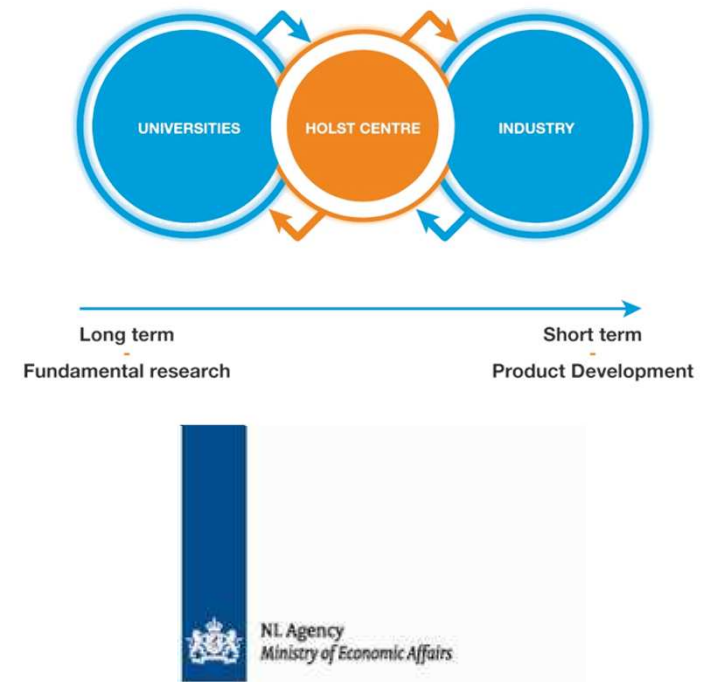 UNIVERSITIES
HOLST CENTRE
INDUSTRY
Long term
Short term
-
-
Fundamental research
Product Development
NL Agency
Ministry of Economic Affairs